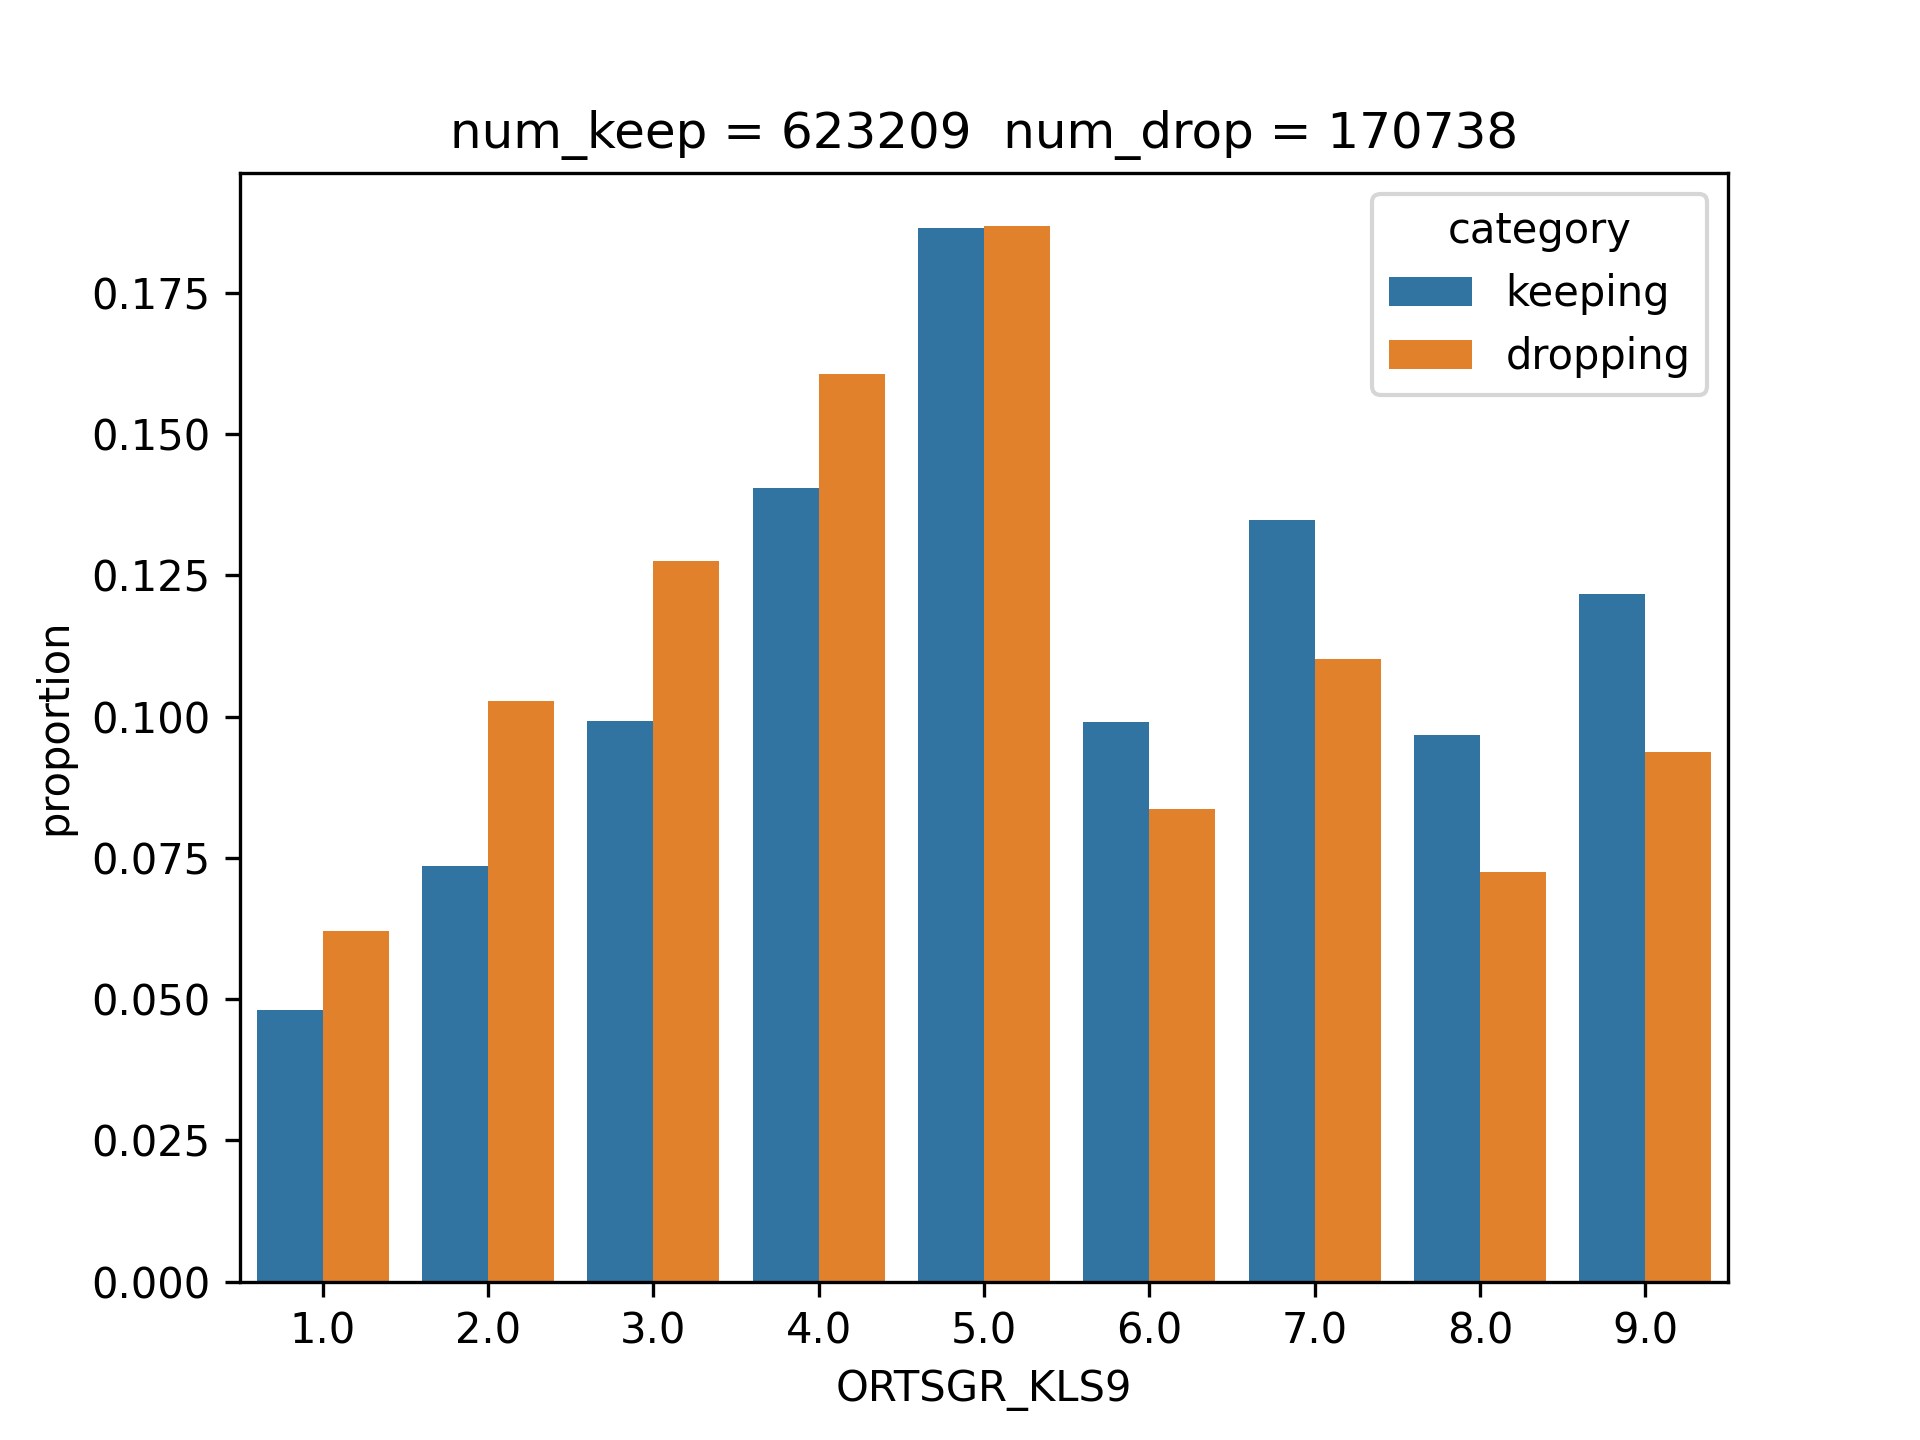 num_keep = 623209  num_drop = 170738
category
keeping
dropping
0.175
0.150
0.125
0.100
0.075
0.050
0.025
0.000
proportion
1.0 2.0 3.0 4.0 5.0 6.0 7.0 8.0 9.0
ORTSGR_KLS9